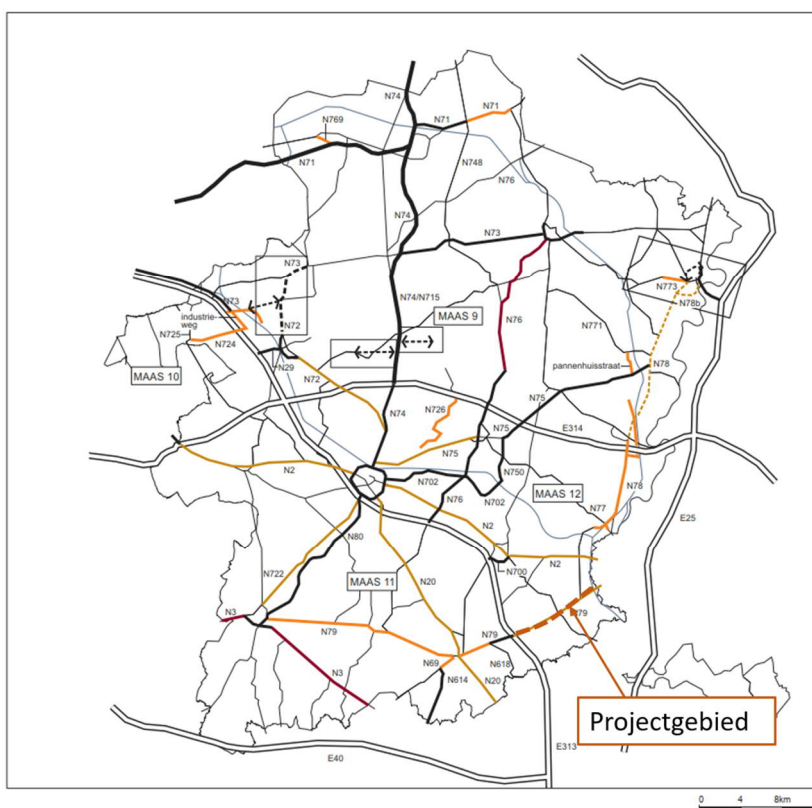 N74
N71
N71
N769
N71
N748
N76
N74
N73
N73
N773
N78b
N73
industrie-
weg
N72
N725
N724
MAAS 10
N29
N72
N74/N715
MAAS 9
N76
N771
pannenhuisstraat
N78
N74
N726
N75
N75
N75
E314
N2
N702
N750
N702
MAAS 12
N76
N78
N77
E25
N2
N80
N700
N2
N722
MAAS 11
N20
N79
N3
N79
N79
N69
N618
N3
N614
N20
Projectgebied
E313
E40
0 4 8km